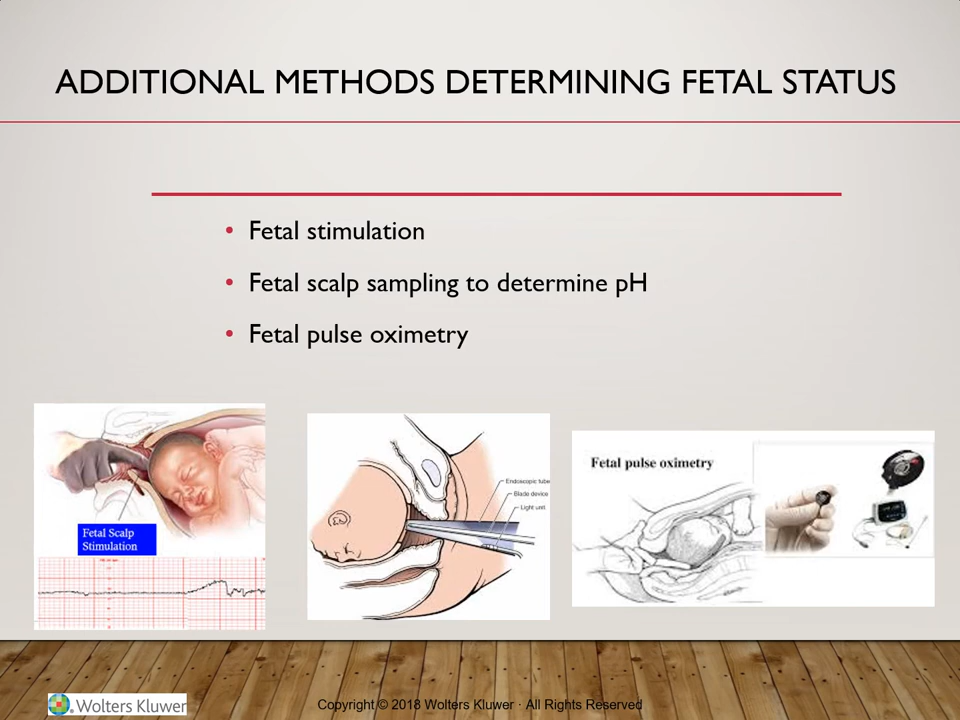 ADDITIONAL METHODS DETERMINING FETAL STATUS
• Fetal stimulation
• Fetal scalp sampling to determine pH
• Fetal pulse oximetry
Fetal Scalp
Stimulation
Endoscopic tube
Blade device
Light unit
Fetal pulse oximetry
Wolters Kluwer
Copyright © 2018 Wolters Kluwer · All Rights Reserved